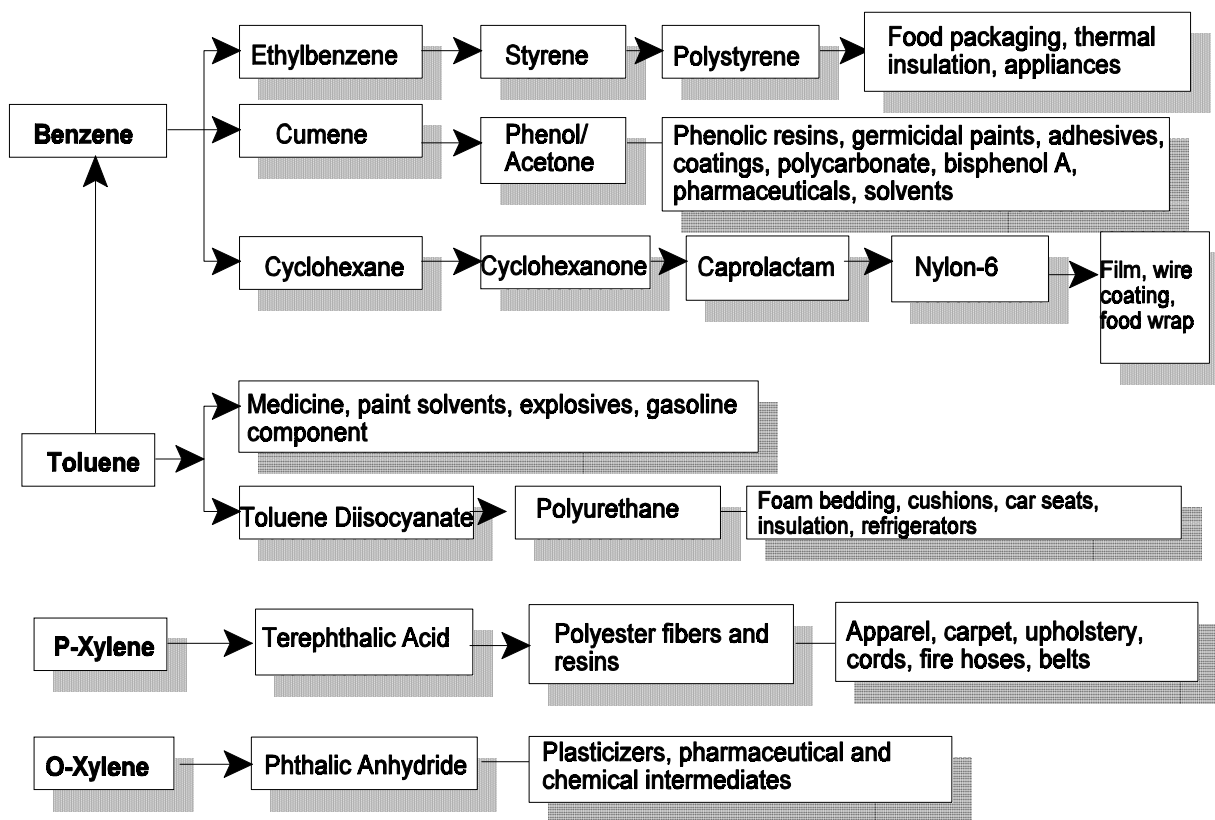 Ethylbenzene
Styrene
Polystyrene
Food packaging, thermal
insulation, appliances
Benzene
Cumene
Phenol/
Acetone
Phenolic resins, germicidal paints, adhesives,
coatings, polycarbonate, bisphenol A,
pharmaceuticals, solvents
Cyclohexane
Cyclohexanone
Caprolactam
Nylon-6
Film, wire
coating,
food wrap
Medicine, paint solvents, explosives, gasoline
component
Toluene
Toluene Diisocyanate
Polyurethane
Foam bedding, cushions, car seats,
insulation, refrigerators
P-Xylene
Terephthalic Acid
Polyester fibers and
resins
Apparel, carpet, upholstery,
cords, fire hoses, belts
O-Xylene
Phthalic Anhydride
Plasticizers, pharmaceutical and
chemical intermediates